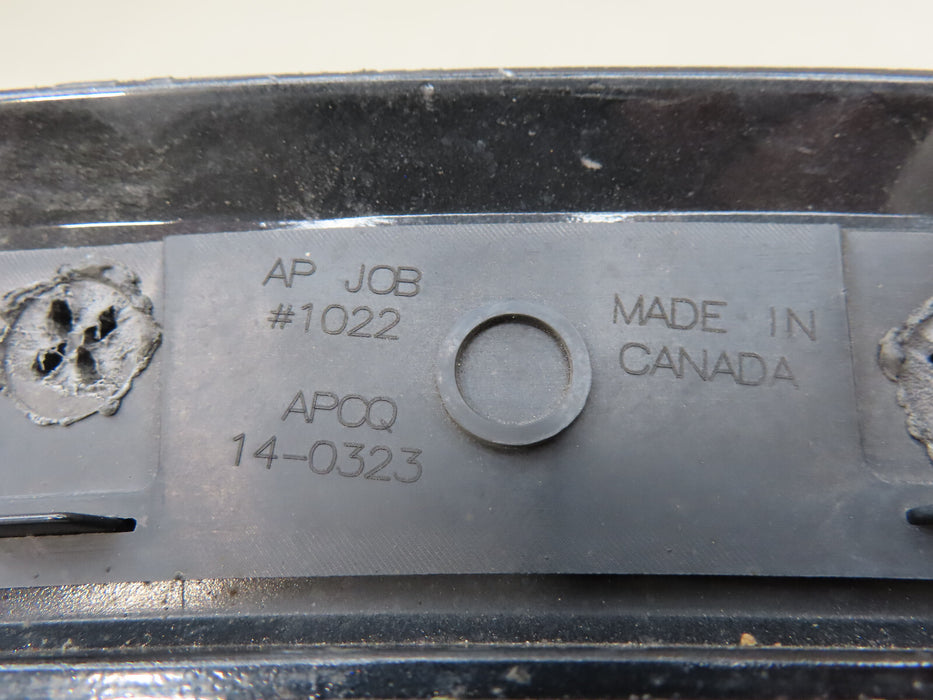 AP JOB
#1022
APCQ
14-0323
MADE IN
CANADA